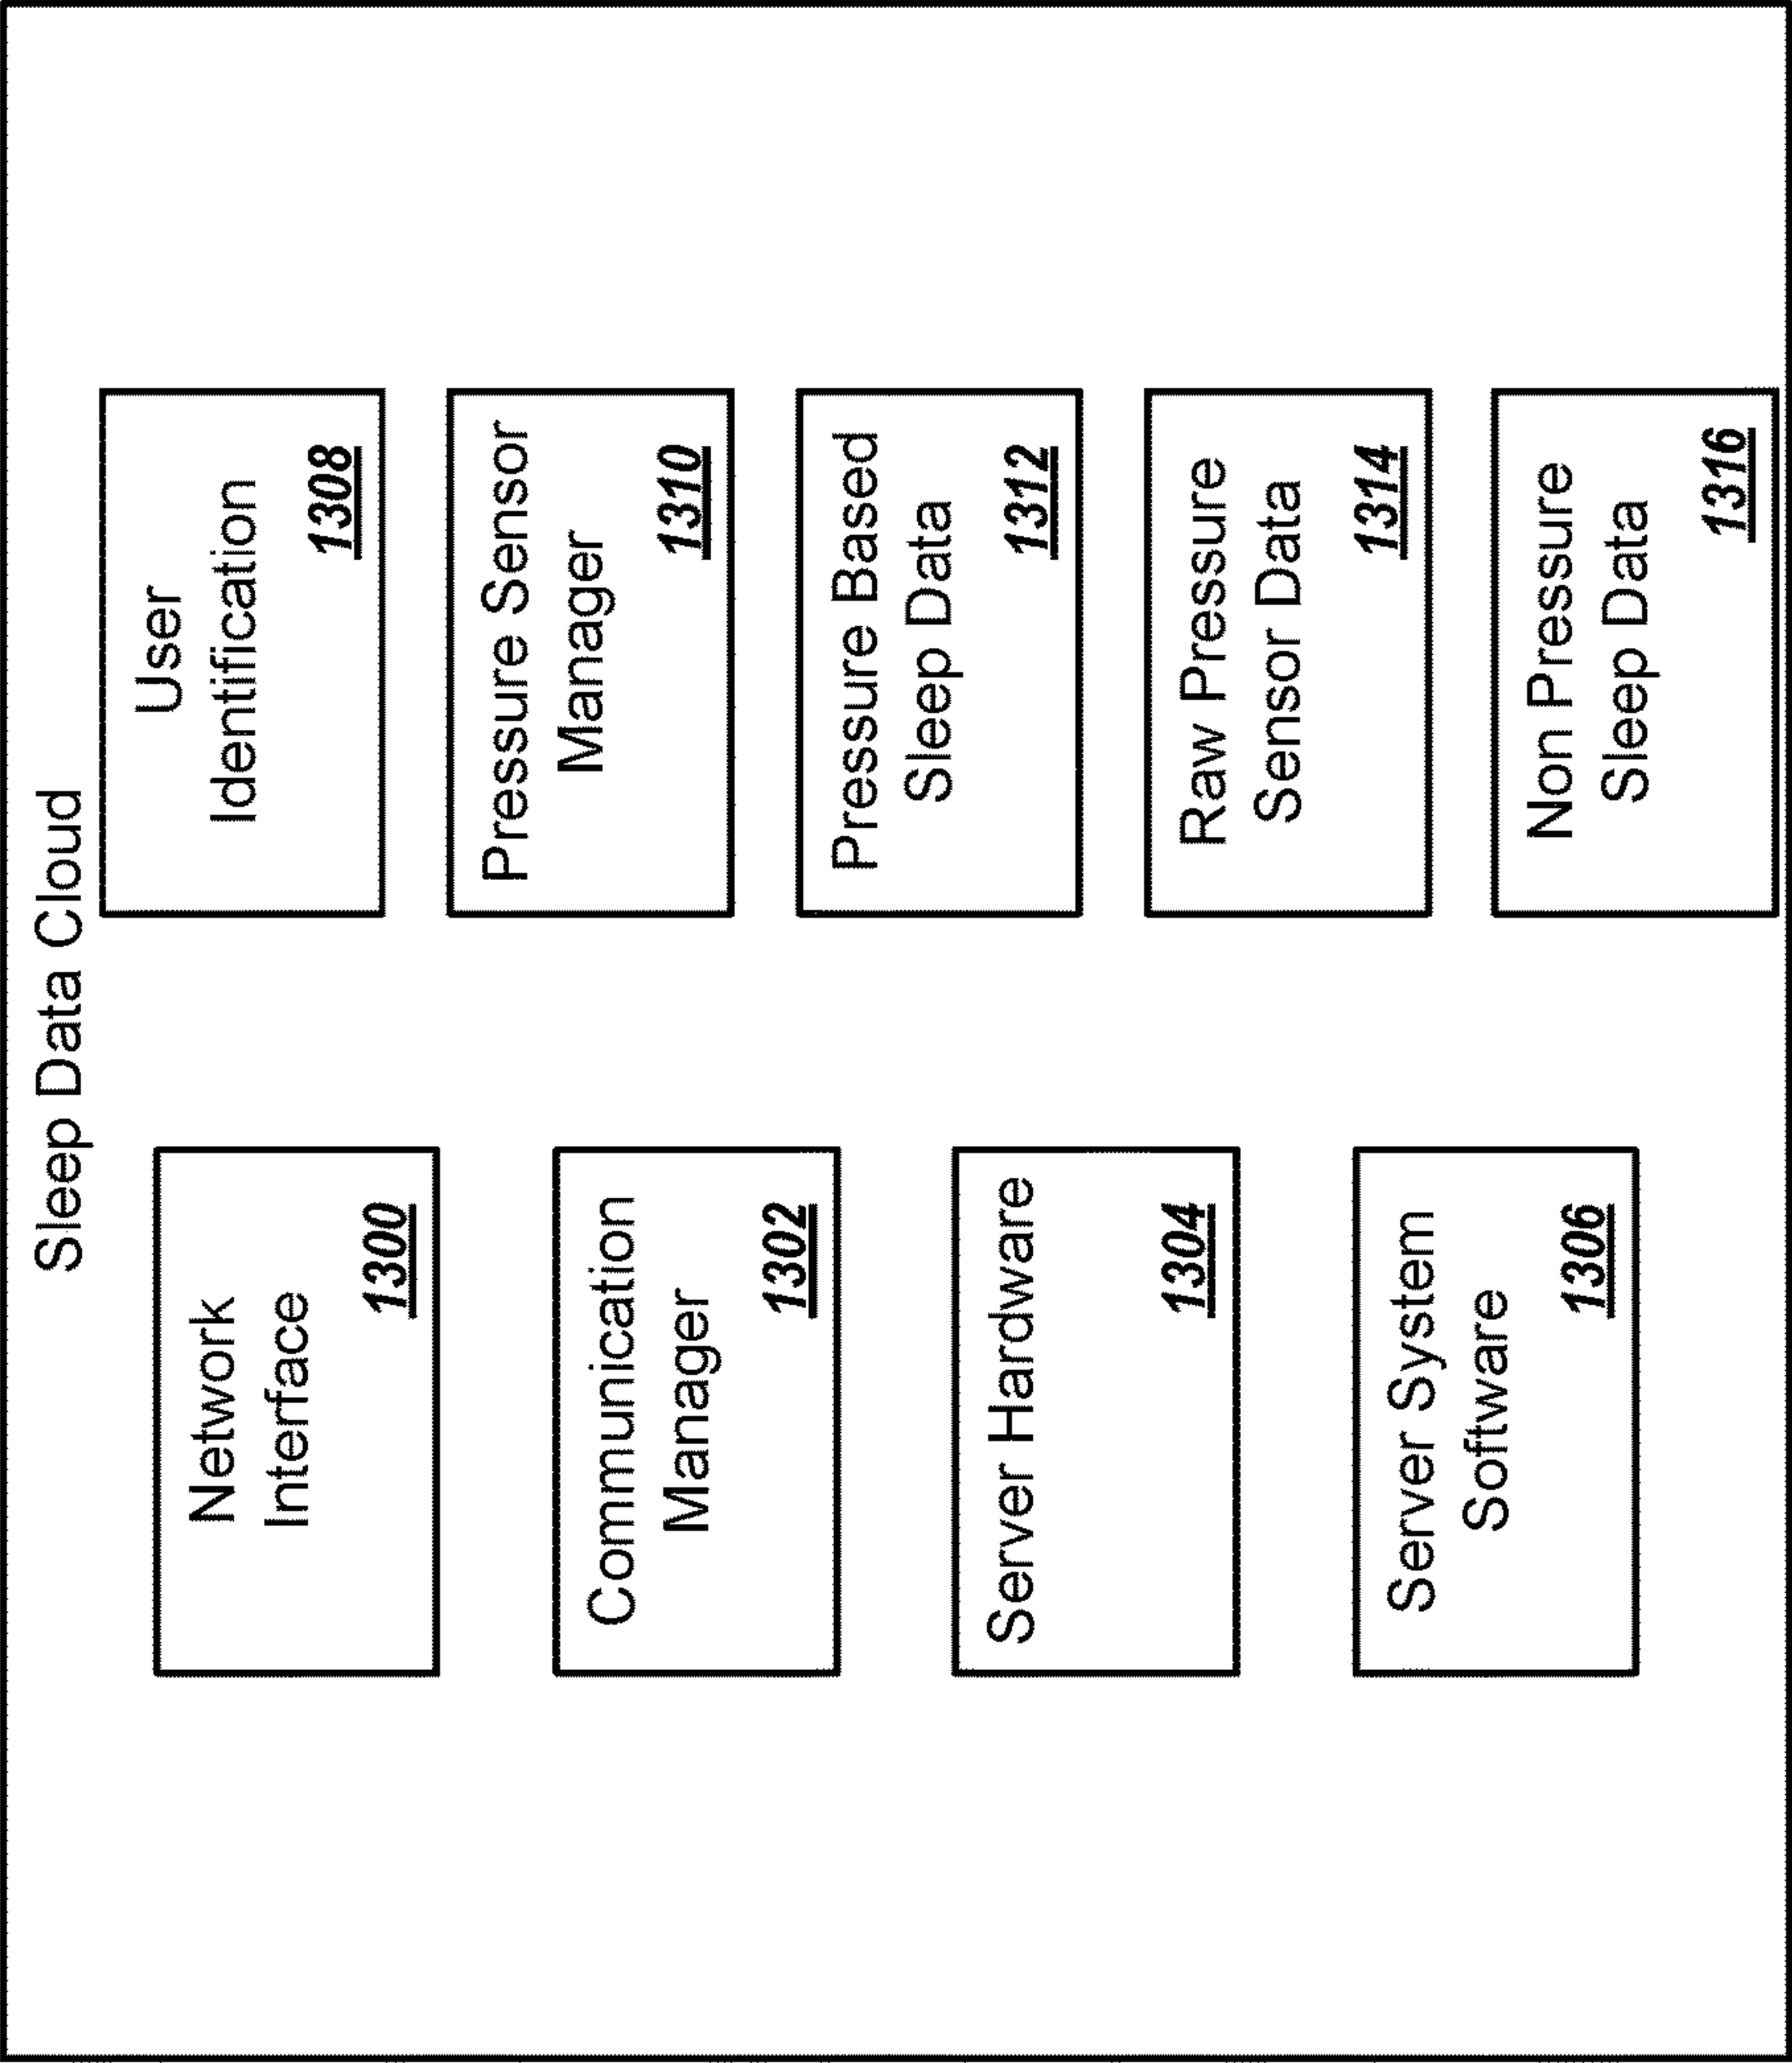 Sleep Data Cloud
Network
Interface
1300
Communication
Manager
1302
Server Hardware
1304
Server System
Software
1306
User
Identification
1308
Pressure Sensor
Manager
1310
Pressure Based
Sleep Data
1312
Raw Pressure
Sensor Data
1314
Non Pressure
Sleep Data
1316